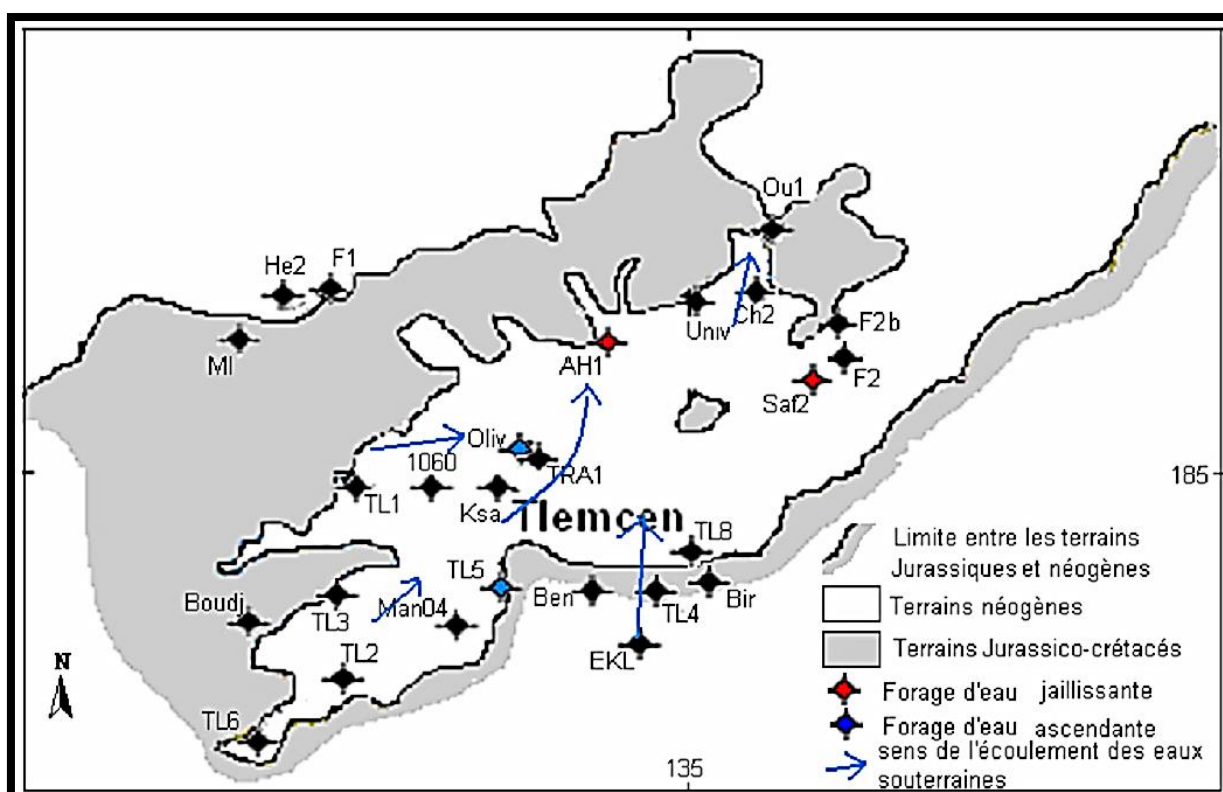 Ou1
He2
F1
Univ
Ch2
F2b
MI
AH1
F2
Saf2
Oliv
1060
TRA1
TL1
Ksa
185
Tlemcen
TL8
TL5
Boudj
TL3
Man04
Ben
TL4
Bir
TL2
EKL
TL6
N
135
Limite entre les terrains
Jurassiques et néogènes
Terrains néogènes
Terrains Jurassico-crétacés
Forage d'eau jaillissante
Forage d'eau ascendante
sens de l'écoulement des eaux
souterraines